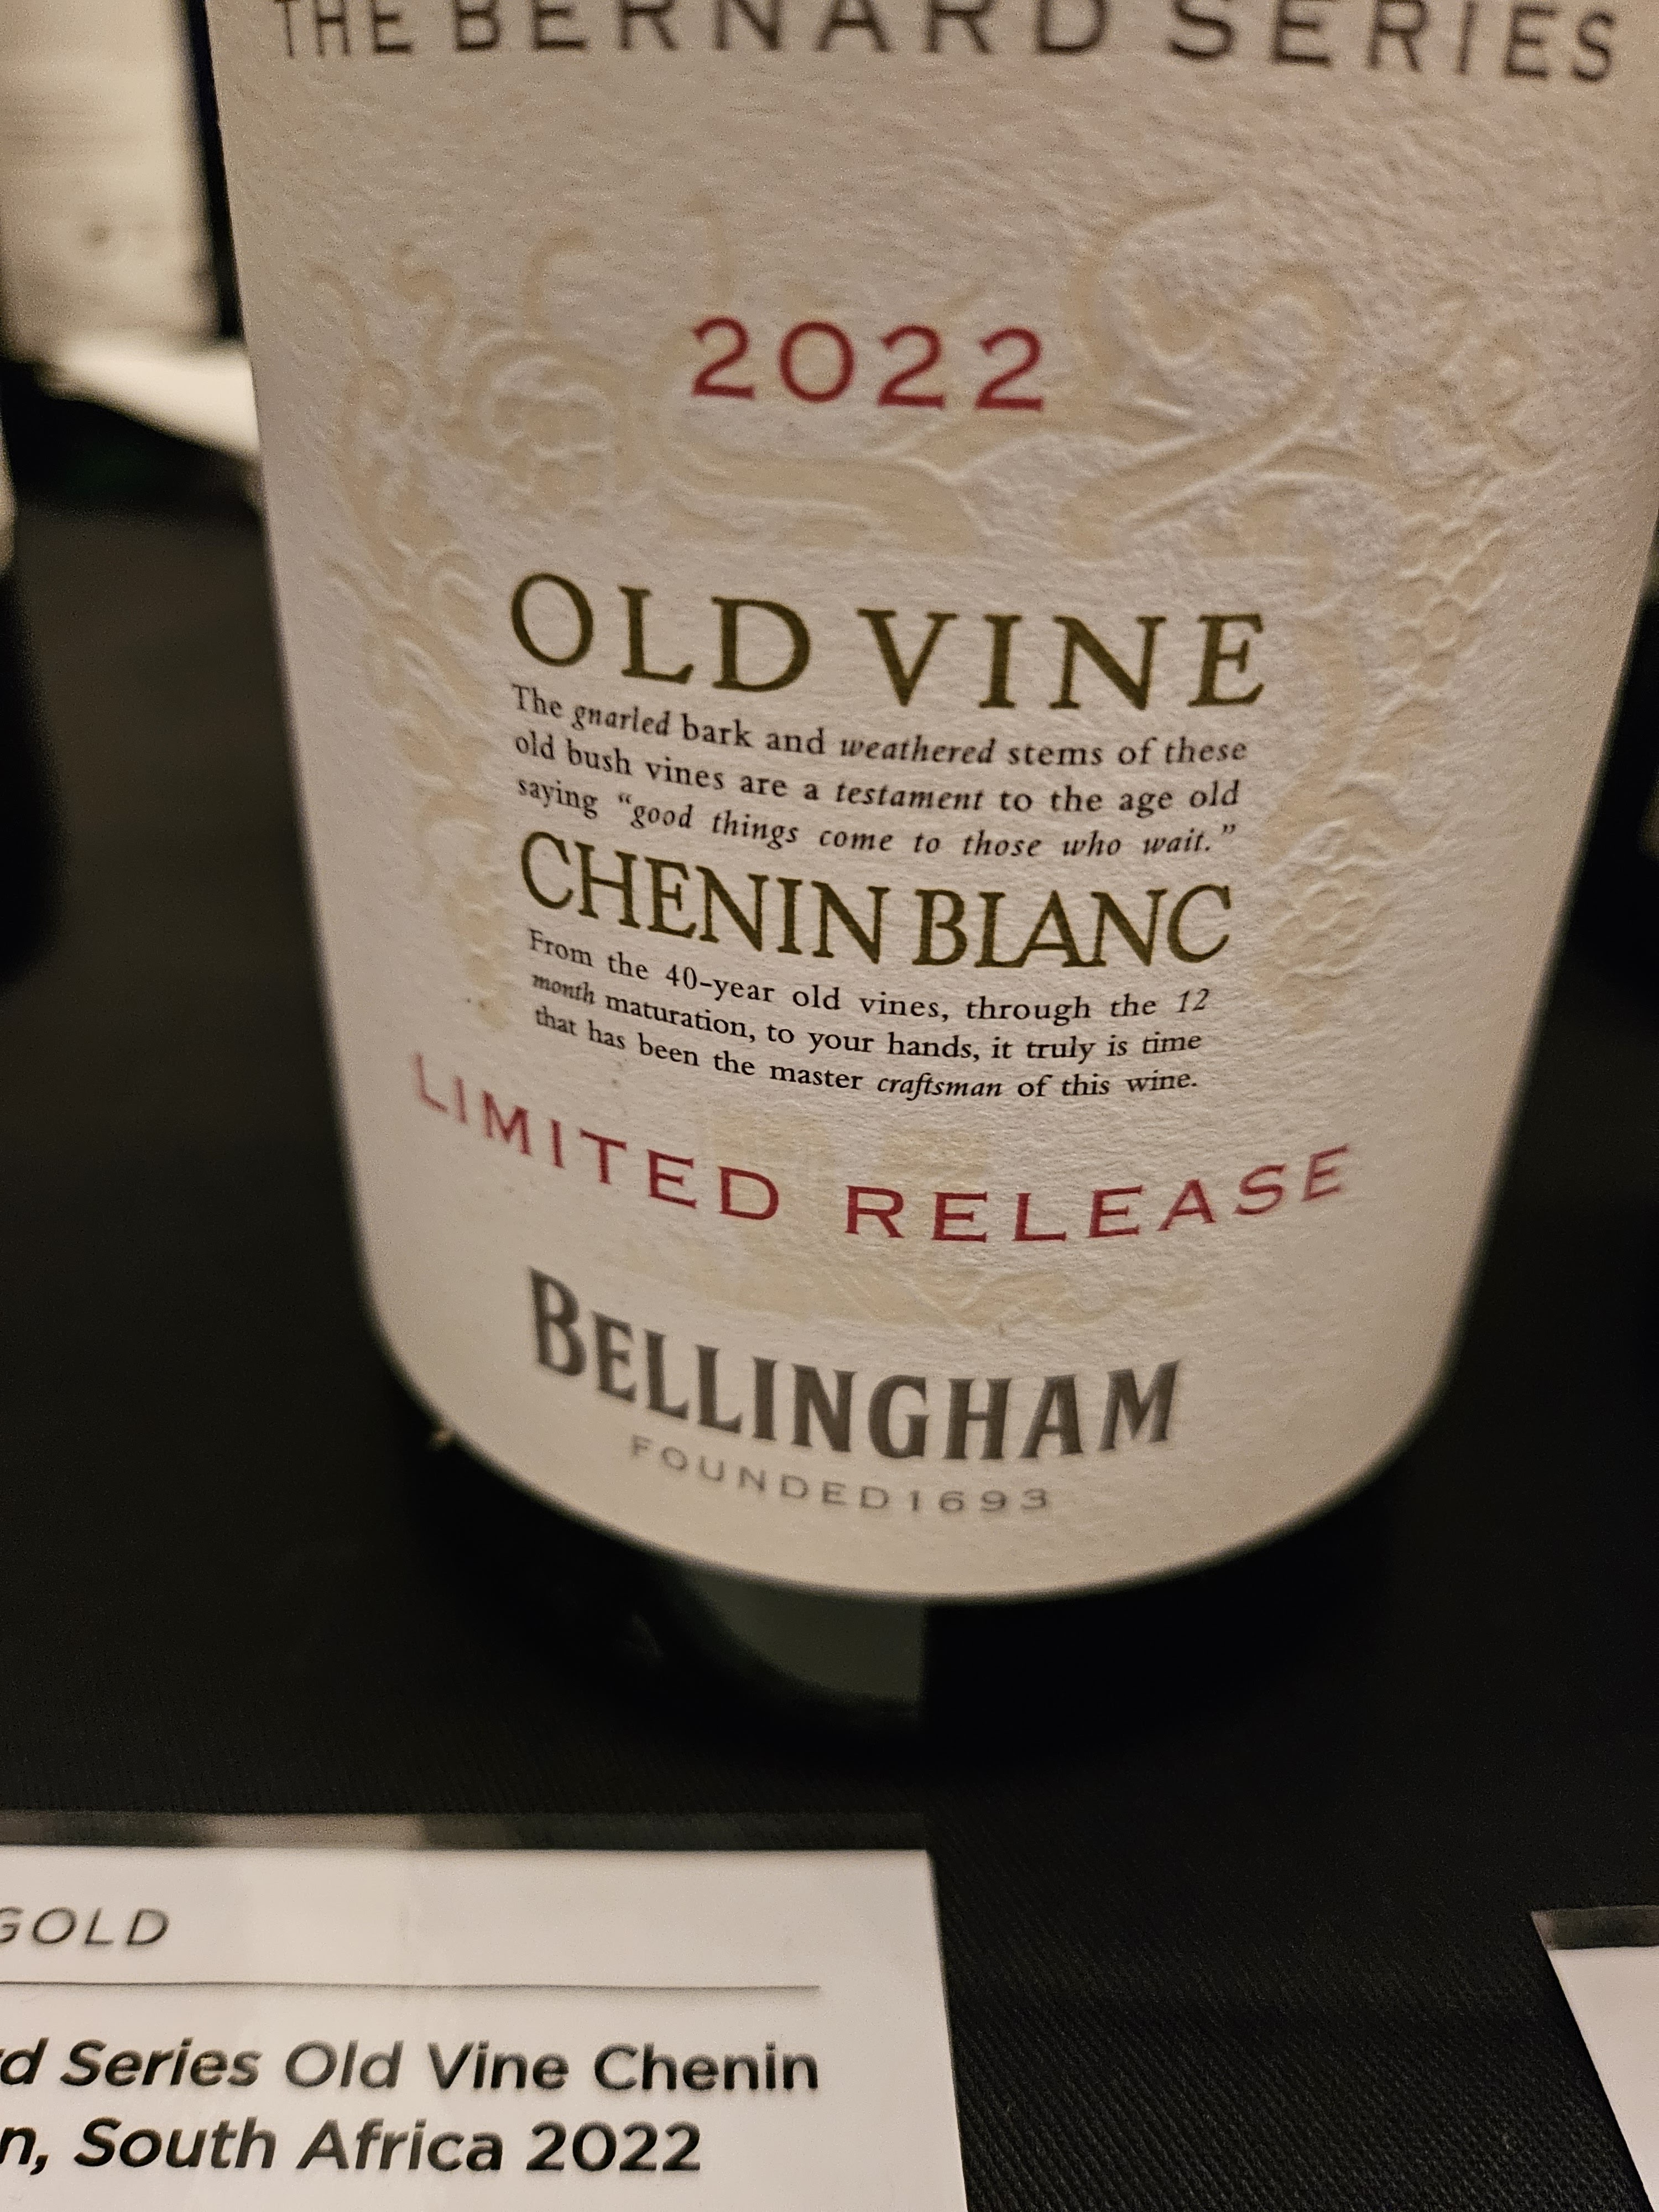 THE BERNARD SERIES
2022
OLD VINE
The gnarled bark and weathered stems of these
old bush vines are a testament to the age old
saying “good things come to those who wait.”
CHENIN BLANC
From the 40-year old vines, through the 12
month maturation, to your hands, it truly is time
that has been the master craftsman of this wine.
LIMITED RELEASE
BELLINGHAM
FOUNDED 1693
GOLD
Series Old Vine Chenin
South Africa 2022